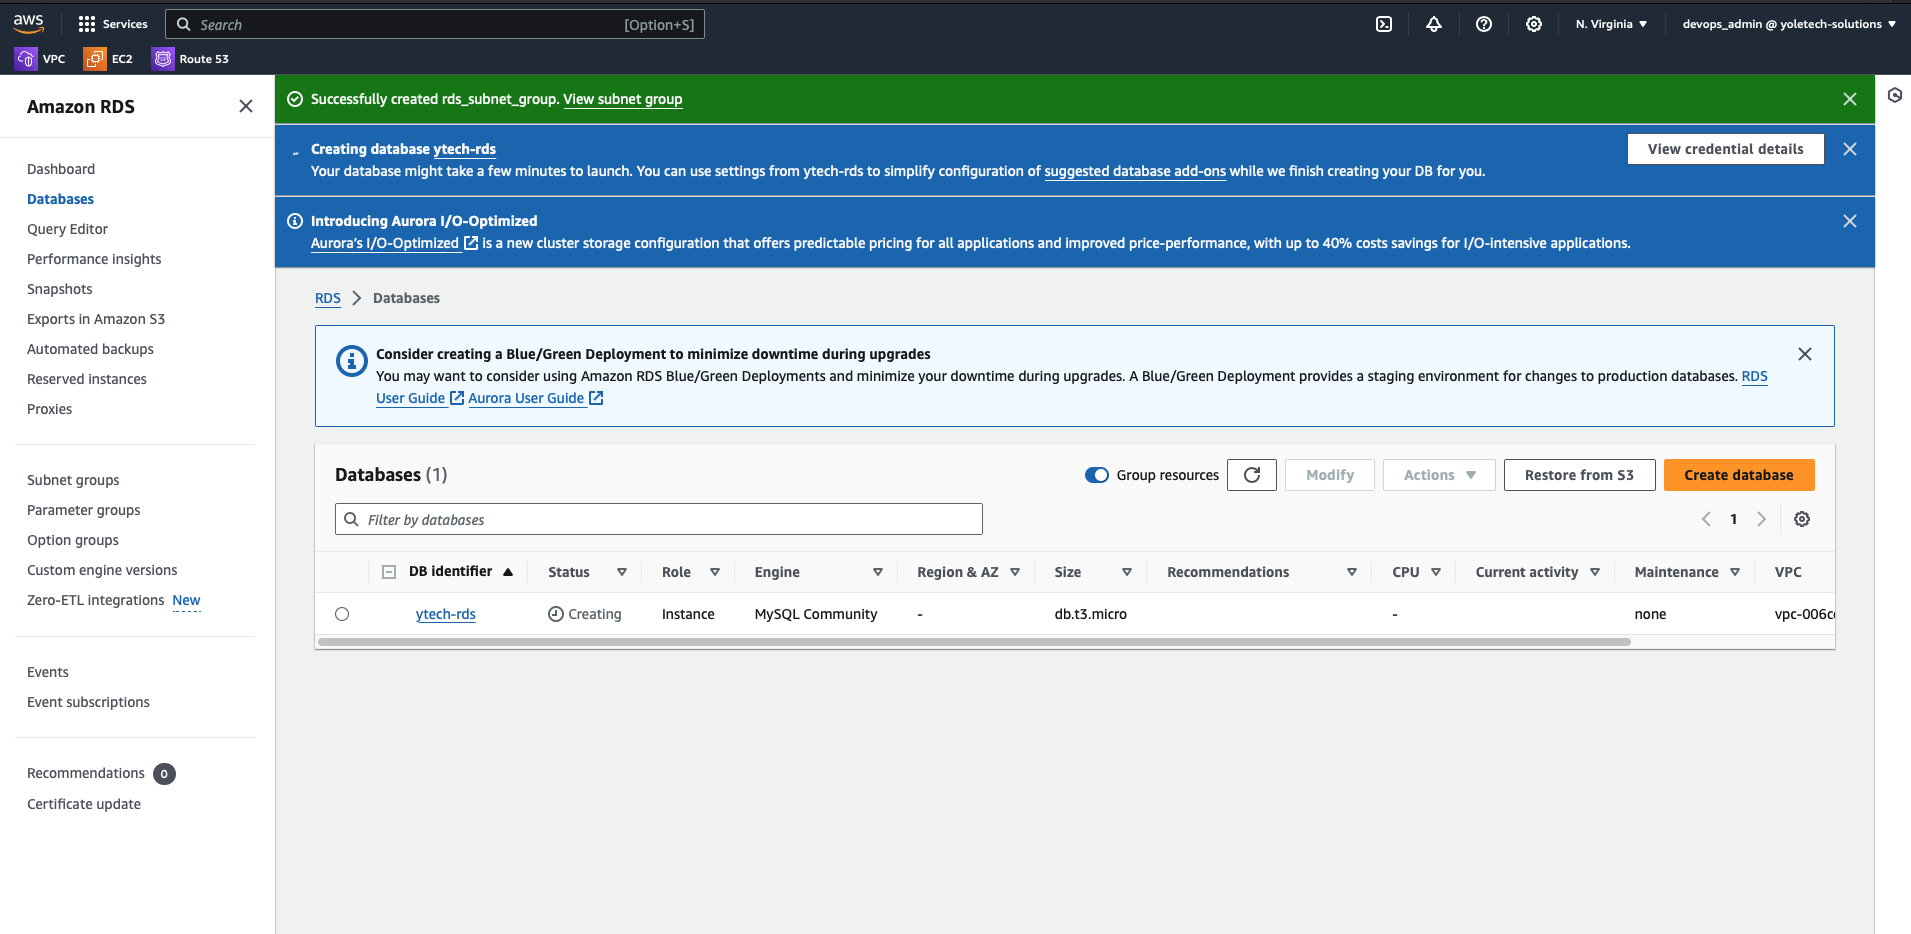 aws Services Search [Option+S] N. Virginia ▼ devops_admin @ yoletech-solutions ▼
VPC EC2 Route 53
Amazon RDS
Dashboard
Databases
Query Editor
Performance insights
Snapshots
Exports in Amazon S3
Automated backups
Reserved instances
Proxies
Subnet groups
Parameter groups
Option groups
Custom engine versions
Zero-ETL integrations New
Events
Event subscriptions
Recommendations 0
Certificate update
Successfully created rds_subnet_group. View subnet group
Creating database ytech-rds
Your database might take a few minutes to launch. You can use settings from ytech-rds to simplify configuration of suggested database add-ons while we finish creating your DB for you.
View credential details
Introducing Aurora I/O-Optimized
Aurora's I/O-Optimized is a new cluster storage configuration that offers predictable pricing for all applications and improved price-performance, with up to 40% costs savings for I/O-intensive applications.
RDS > Databases
Consider creating a Blue/Green Deployment to minimize downtime during upgrades
You may want to consider using Amazon RDS Blue/Green Deployments and minimize your downtime during upgrades. A Blue/Green Deployment provides a staging environment for changes to production databases. RDS
User Guide Aurora User Guide
Databases (1) Group resources Modify Actions ▼ Restore from S3 Create database
Filter by databases < 1 >
DB identifier ▲ Status Role Engine Region & AZ Size Recommendations CPU Current activity Maintenance VPC
ytech-rds Creating Instance MySQL Community - db.t3.micro - none vpc-006c